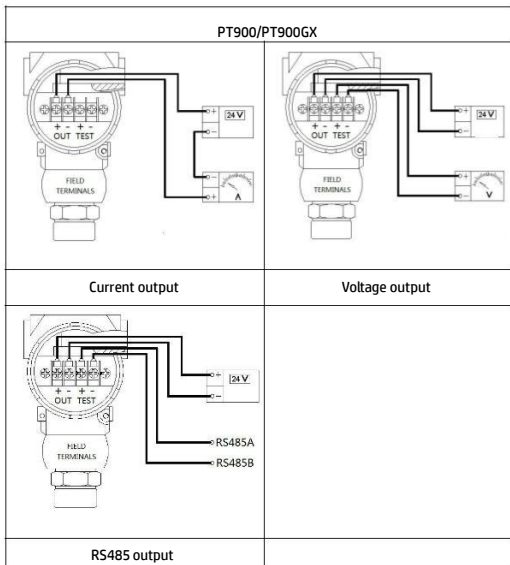 PT900/PT900GX
+ - + -
OUT TEST
FIELD
TERMINALS
+
24 V
-
-
A
+
Current output
+ - + -
OUT TEST
FIELD
TERMINALS
+
24 V
-
+
V
-
Voltage output
+ - + -
OUT TEST
FIELD
TERMINALS
+
24 V
-
RS485A
RS485B
RS485 output